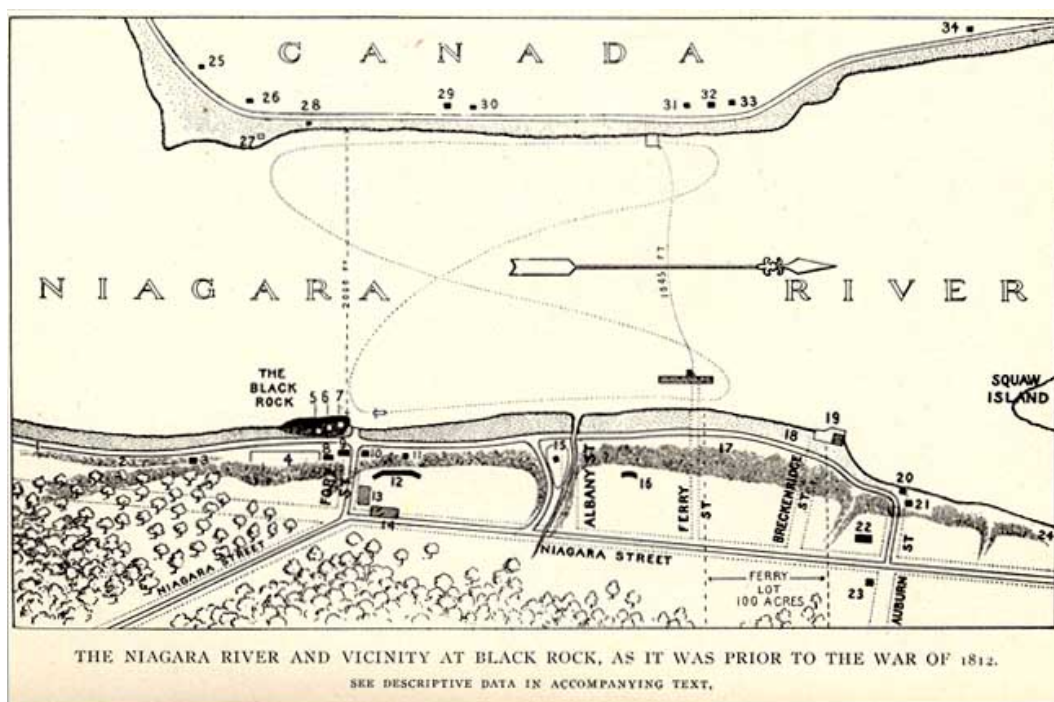 CANADA
34
25
26
27
28
29
30
31
32
33
NIAGARA RIVER
2008 FT
1845 FT
THE
BLACK
ROCK
5 6 7
SQUAW
ISLAND
1
2
3
4
FORT
ST
10
11
12
13
14
15
ALBANY ST
16
FERRY
ST
17
18
19
BRECKENRIDGE
ST
20
21
22
23
24
AUBURN
ST
NIAGARA STREET
NIAGARA STREET
FERRY
LOT
100 ACRES
THE NIAGARA RIVER AND VICINITY AT BLACK ROCK, AS IT WAS PRIOR TO THE WAR OF 1812.
SEE DESCRIPTIVE DATA IN ACCOMPANYING TEXT.